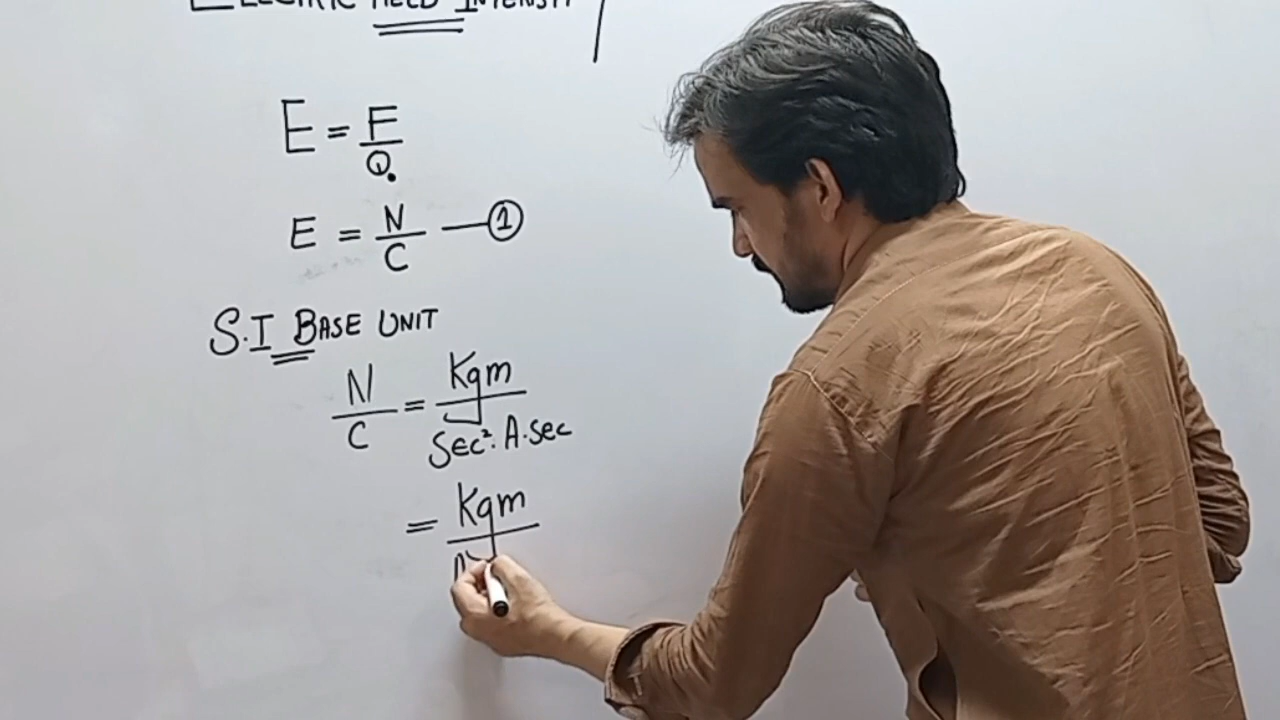 ELECTRIC FIELD INTENSITY
E = F/Q.
E = N/C —①
S.I BASE UNIT
N/C = Kgm/Sec². A.sec
= Kgm